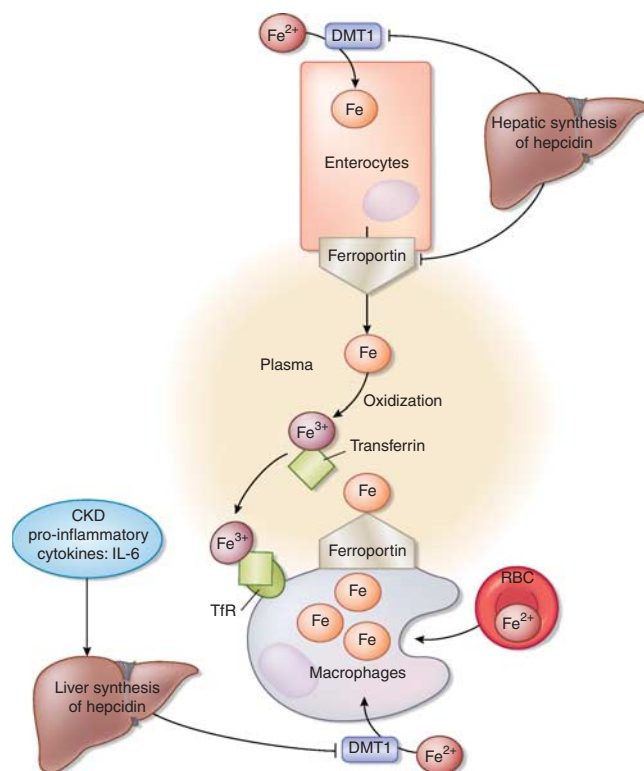 Fe2+
DMT1
Fe
Hepatic synthesis
of hepcidin
Enterocytes
Ferroportin
Plasma
Fe
Oxidization
Fe3+
Transferrin
Fe
CKD
pro-inflammatory
cytokines: IL-6
Fe3+
Ferroportin
RBC
TfR
Fe
Fe
Fe
Fe2+
Macrophages
Liver synthesis
of hepcidin
DMT1
Fe2+